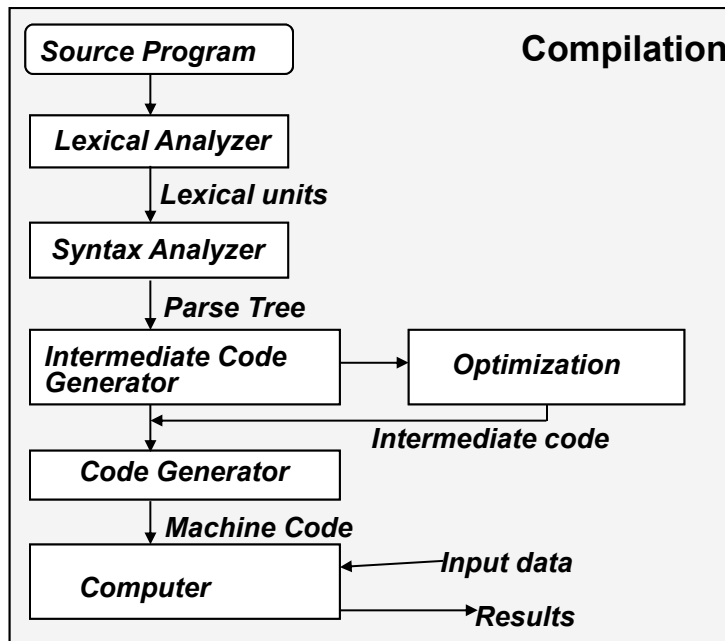 Source Program
Compilation
Lexical Analyzer
Lexical units
Syntax Analyzer
Parse Tree
Intermediate Code
Generator
Optimization
Intermediate code
Code Generator
Machine Code
Input data
Computer
Results